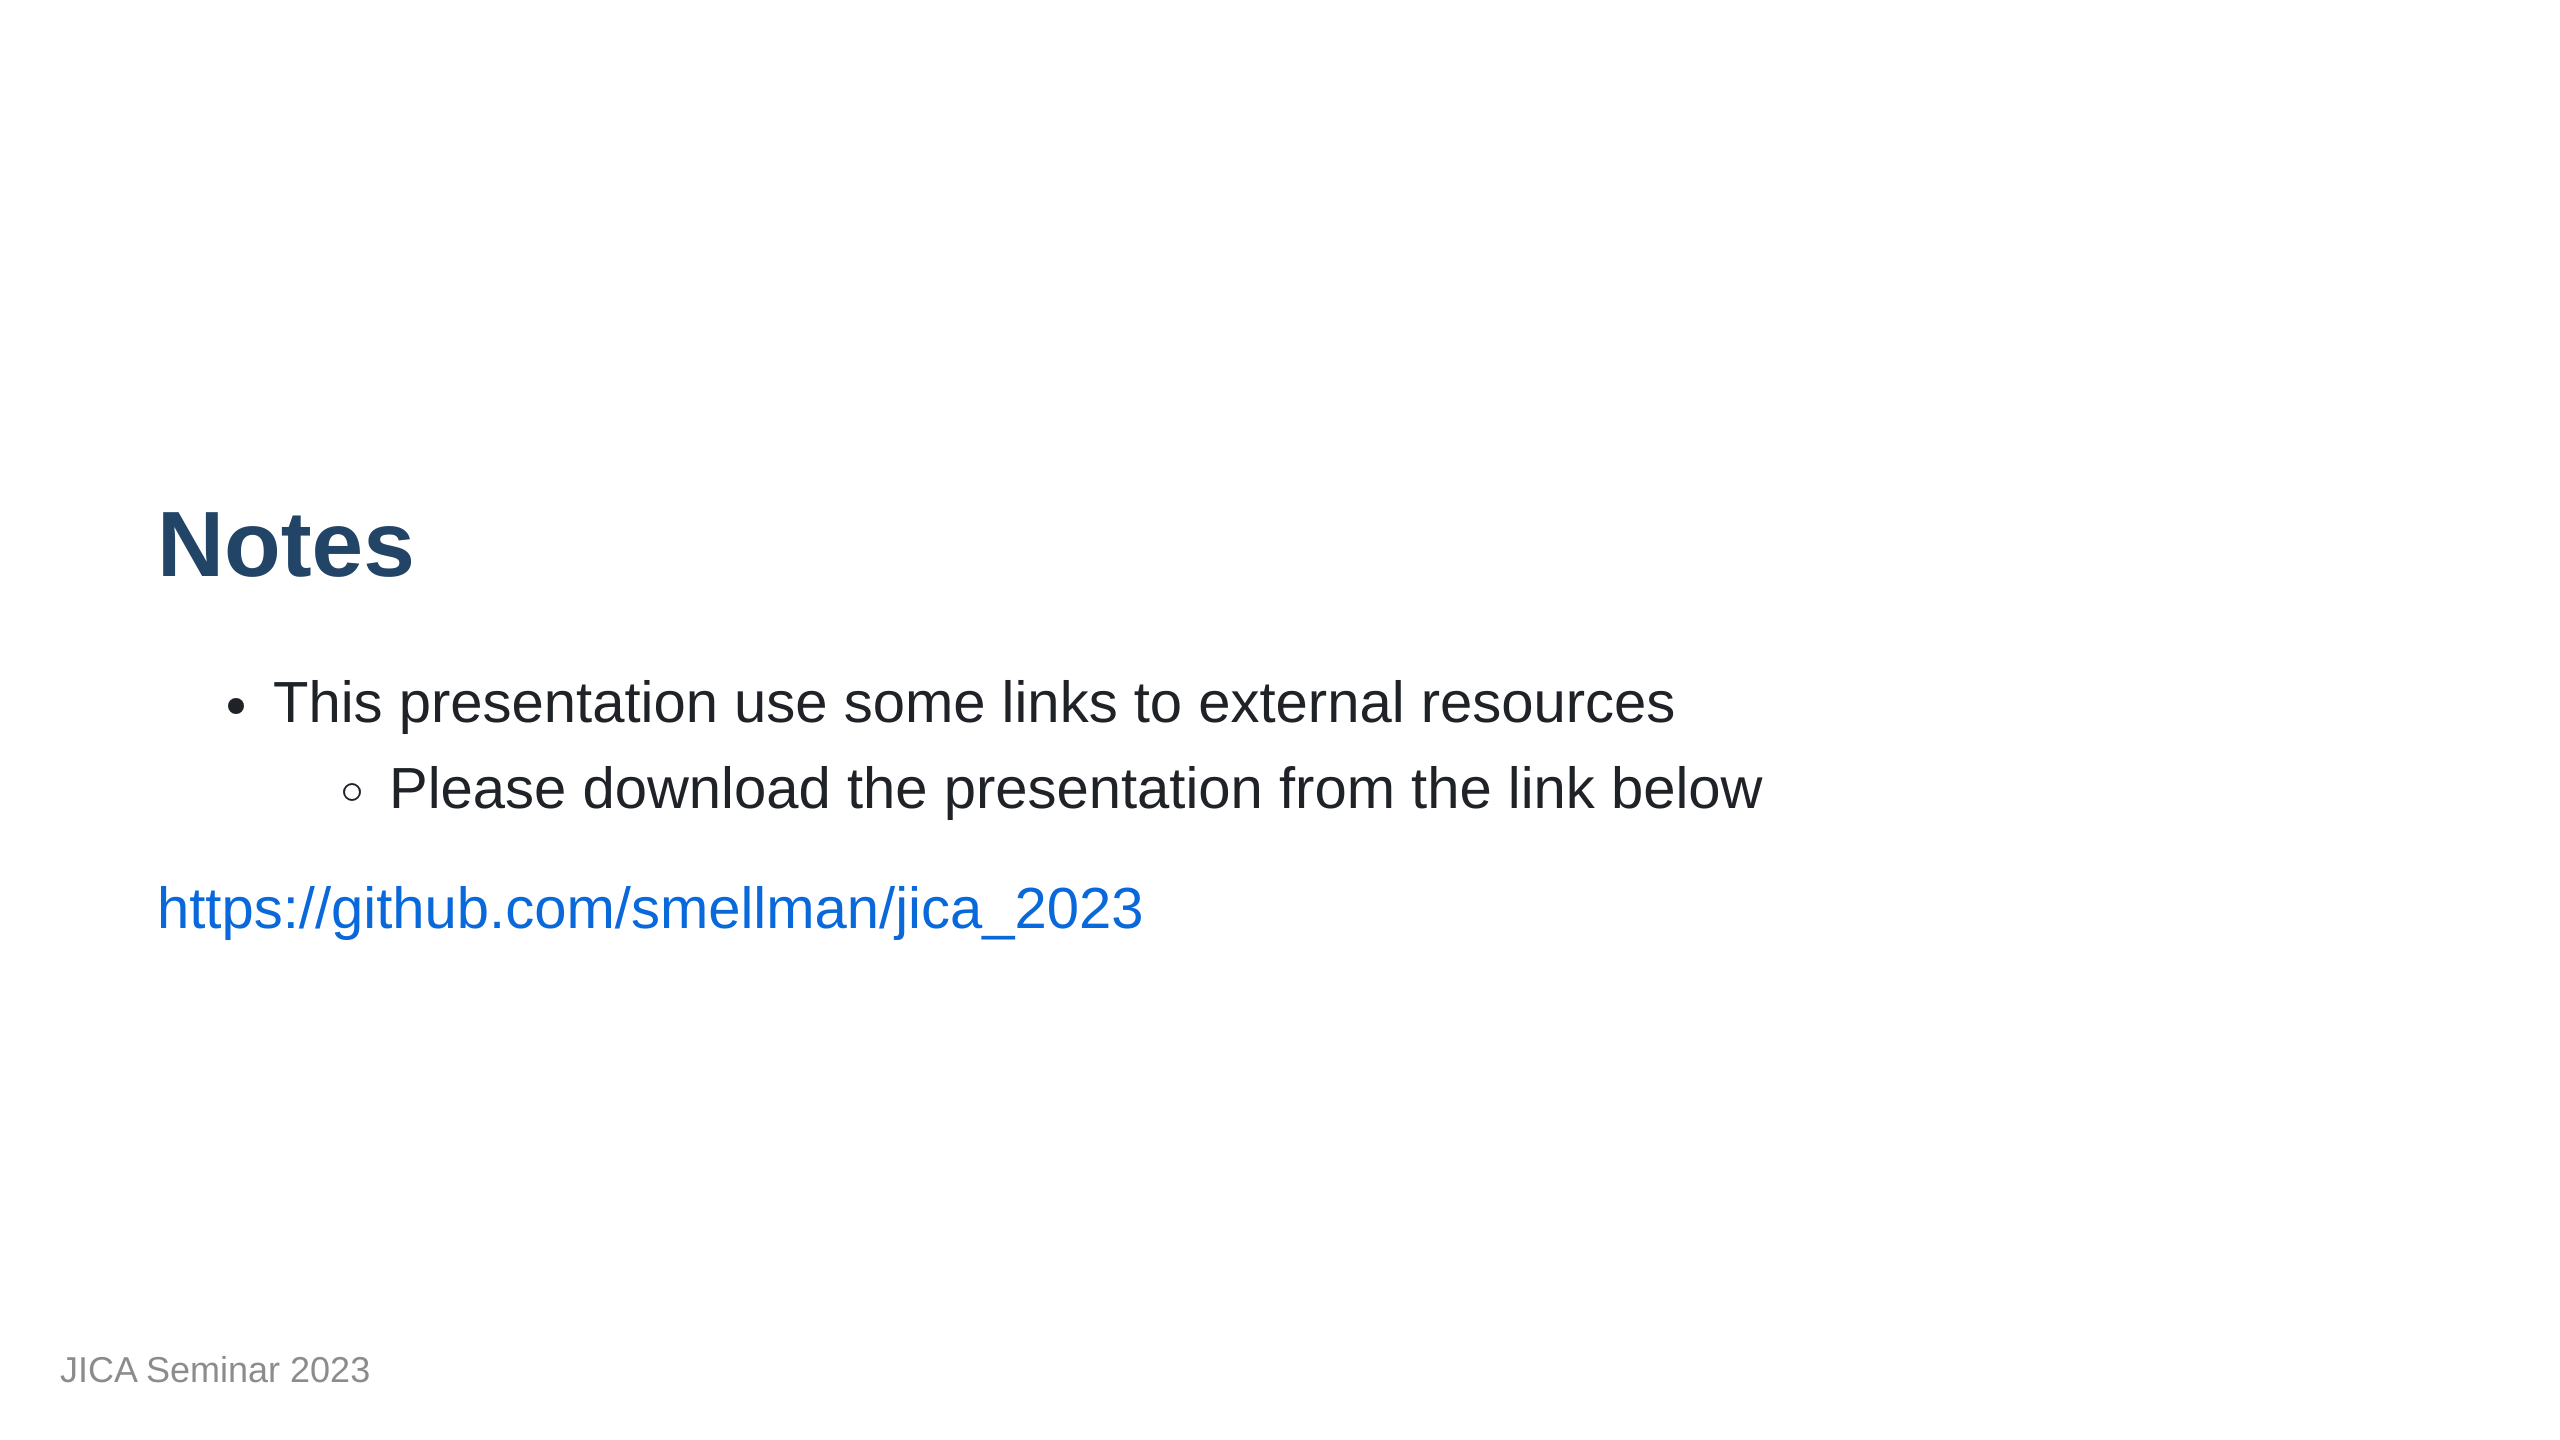 Notes
• This presentation use some links to external resources
○ Please download the presentation from the link below
https://github.com/smellman/jica_2023
JICA Seminar 2023